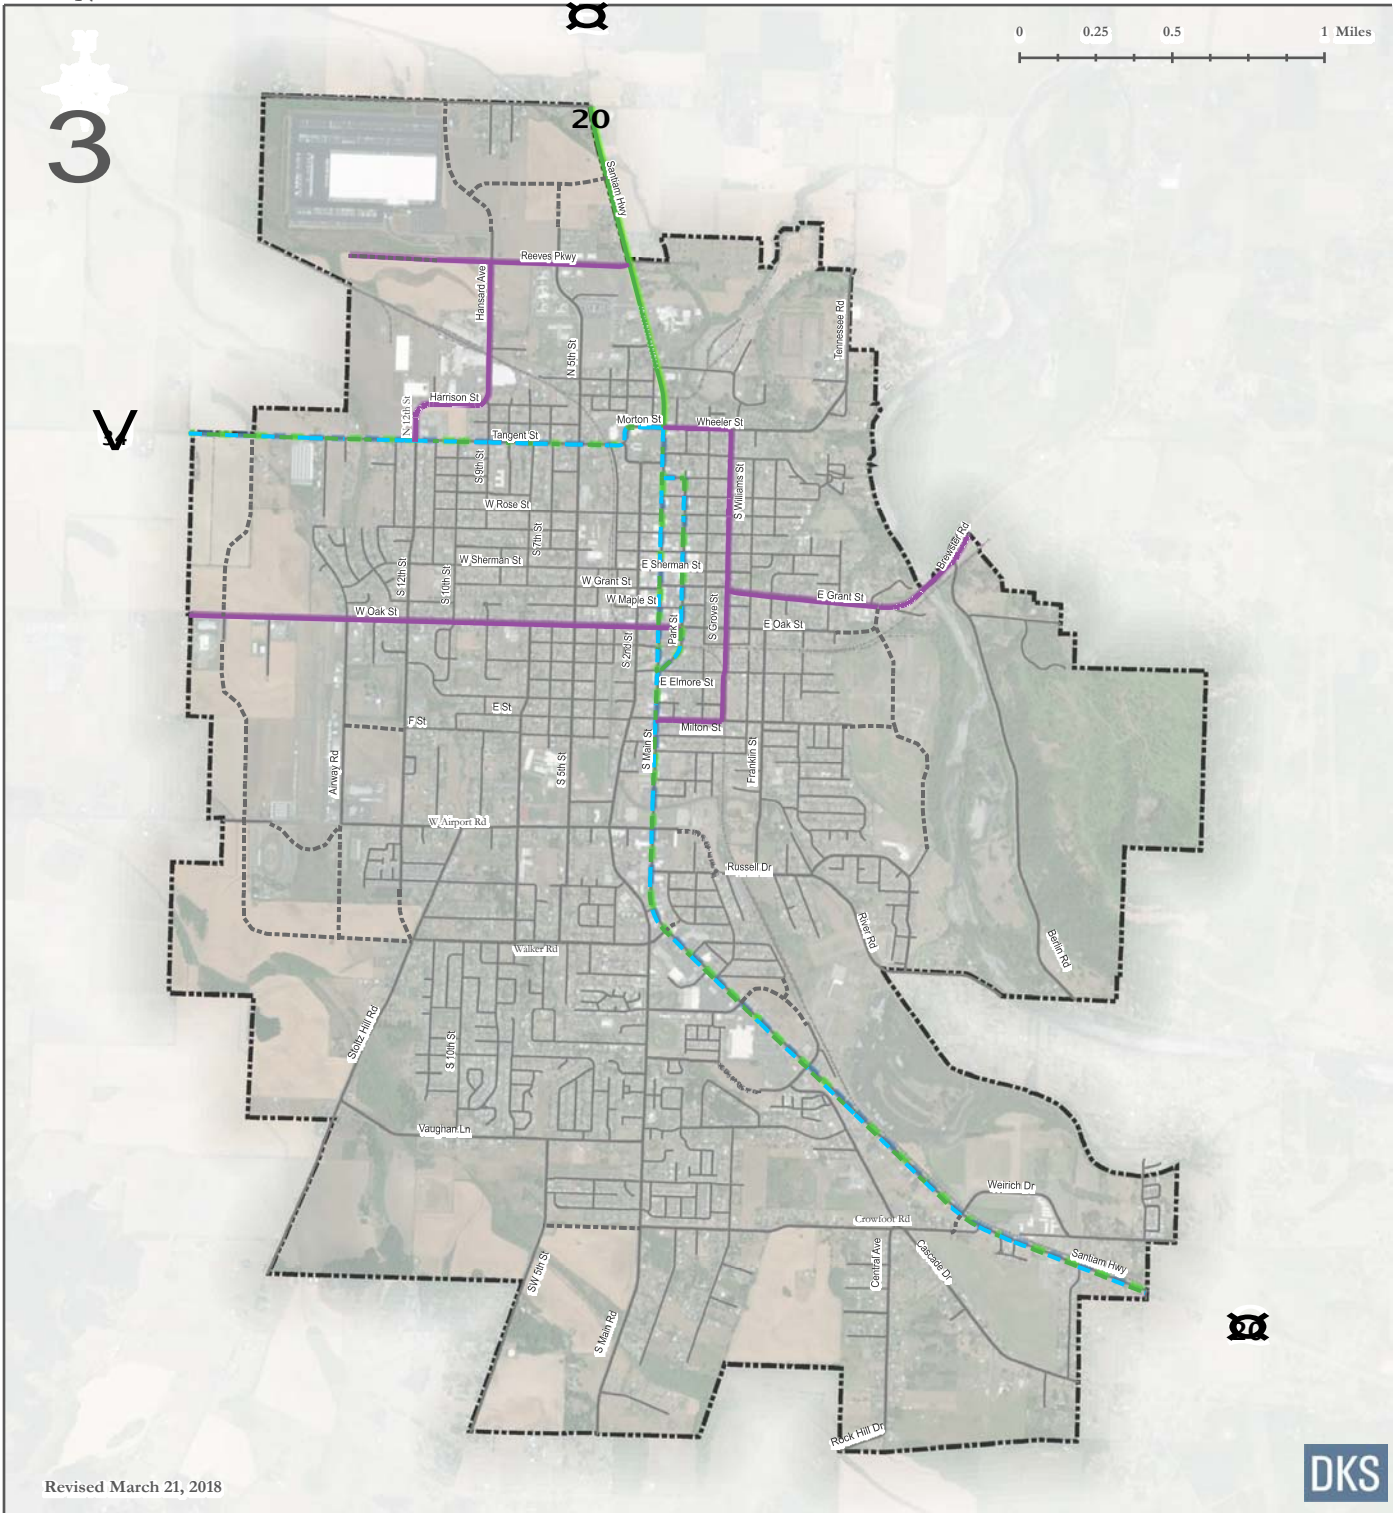 0 0.25 0.5 1 Miles
3
20
Santiam Hwy
Reeves Pkwy
Hansard Ave
Tennessee Rd
N 5th St
Harrison St
N 12th St
Morton St
Wheeler St
V
Tangent St
S 9th St
S Williams St
W Rose St
S 7th St
Brewster Rd
W Sherman St
E Sherman St
S 12th St
S 10th St
W Grant St
E Grant St
W Maple St
W Oak St
S Grove St
Park St
E Oak St
S 2nd St
E Elmore St
E St
F St
Milton St
S Main St
Franklin St
Airway Rd
S 5th St
W Airport Rd
Russell Dr
River Rd
Berlin Rd
Walker Rd
Stoltz Hill Rd
S 10th St
Vaughan Ln
Weirich Dr
Crowfoot Rd
Central Ave
Cascade Dr
Santiam Hwy
SW 5th St
S Main Rd
20
Rock Hill Dr
Revised March 21, 2018
DKS